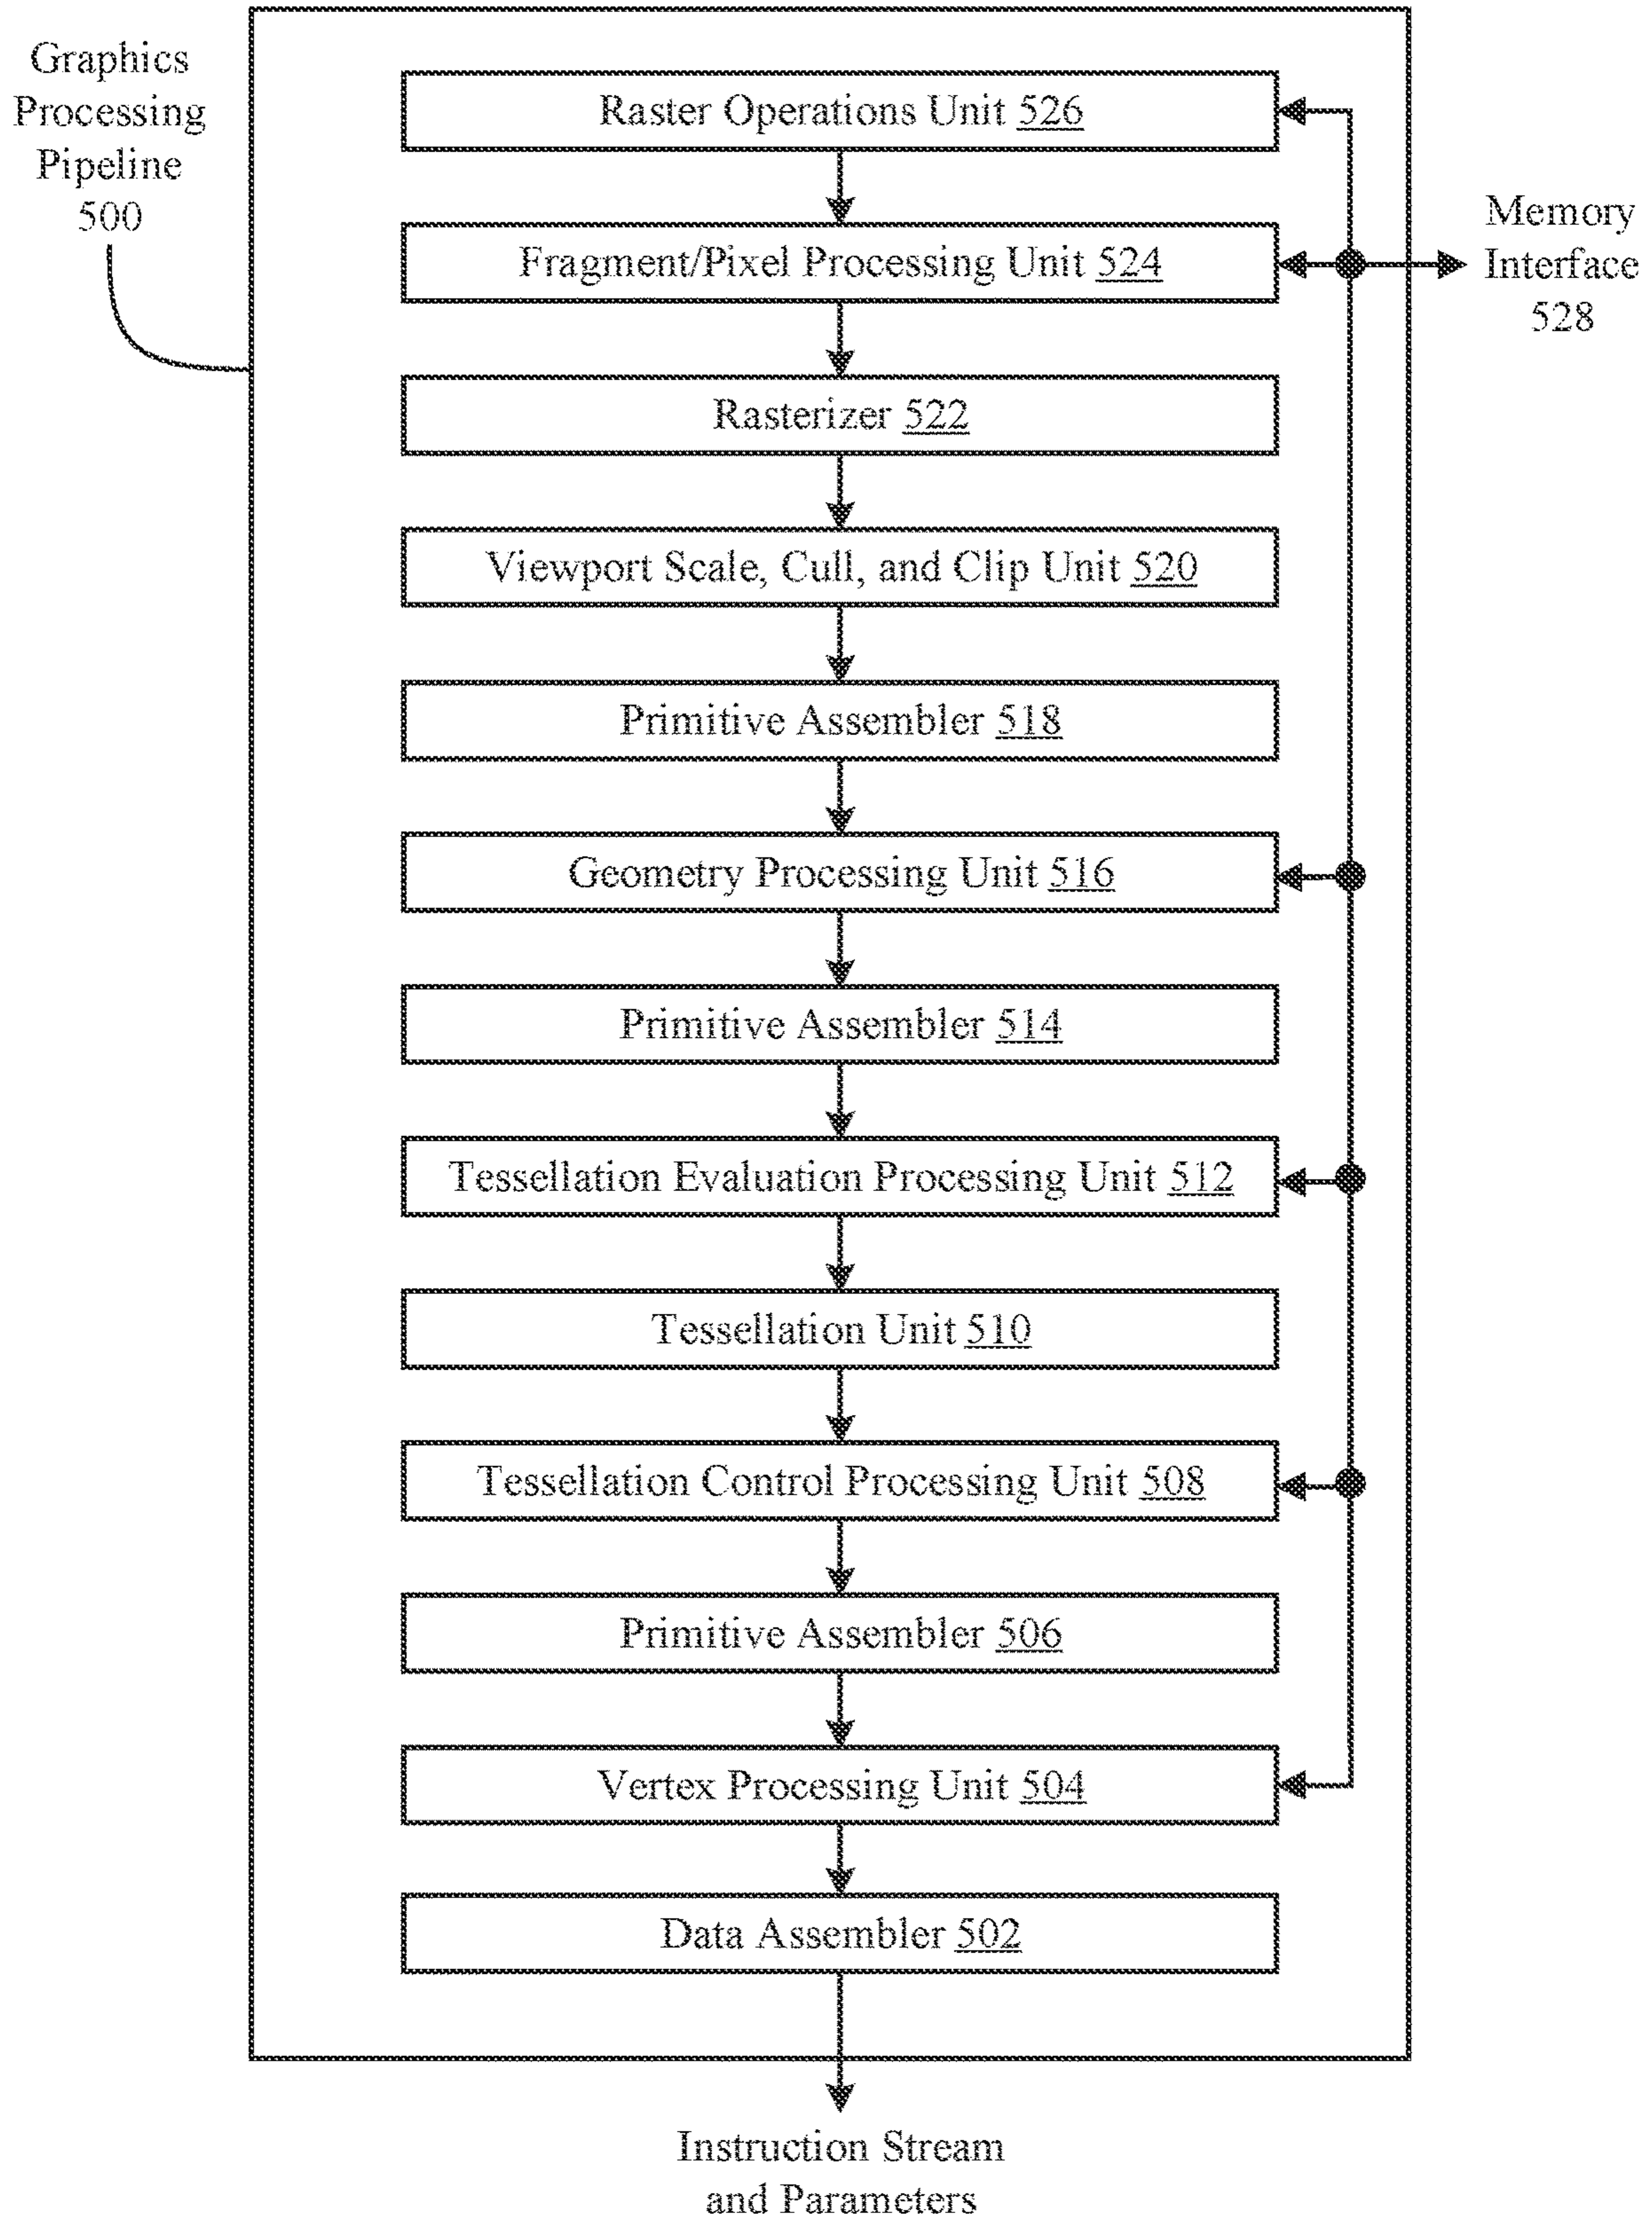 Graphics
Processing
Pipeline
500
Raster Operations Unit 526
Fragment/Pixel Processing Unit 524
Memory
Interface
528
Rasterizer 522
Viewport Scale, Cull, and Clip Unit 520
Primitive Assembler 518
Geometry Processing Unit 516
Primitive Assembler 514
Tessellation Evaluation Processing Unit 512
Tessellation Unit 510
Tessellation Control Processing Unit 508
Primitive Assembler 506
Vertex Processing Unit 504
Data Assembler 502
Instruction Stream
and Parameters